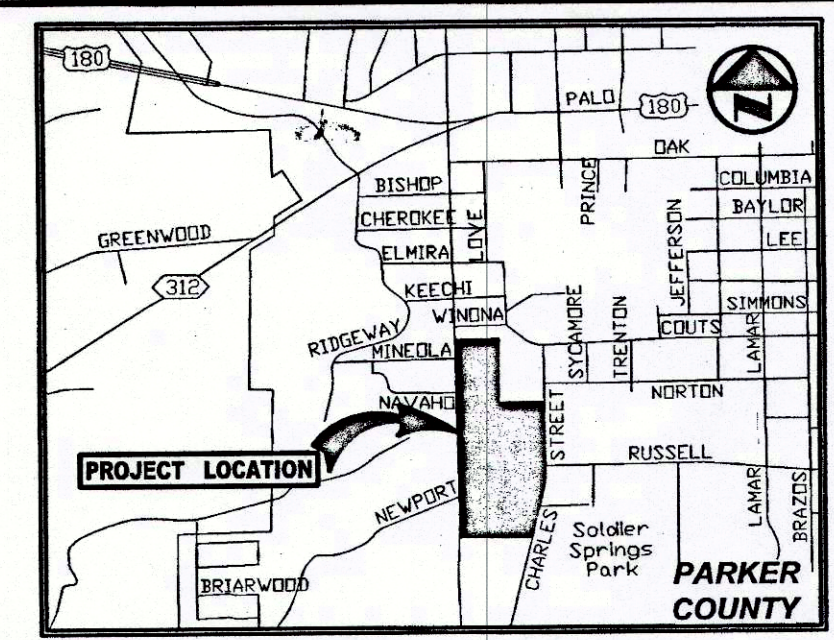 180
PALO
180
N
OAK
BISHOP
COLUMBIA
PRINCE
CHEROKEE
LOVE
BAYLOR
JEFFERSON
GREENWOOD
ELMIRA
LEE
312
KEECHI
SYCAMORE
SIMMONS
WINONA
TRENTON
COUTS
LAMAR
RIDGEWAY
MINEOLA
NAVAHO
NORTON
STREET
PROJECT LOCATION
RUSSELL
NEWPORT
LAMAR
BRAZOS
CHARLES
Soldier
Springs
Park
BRIARWOOD
PARKER
COUNTY